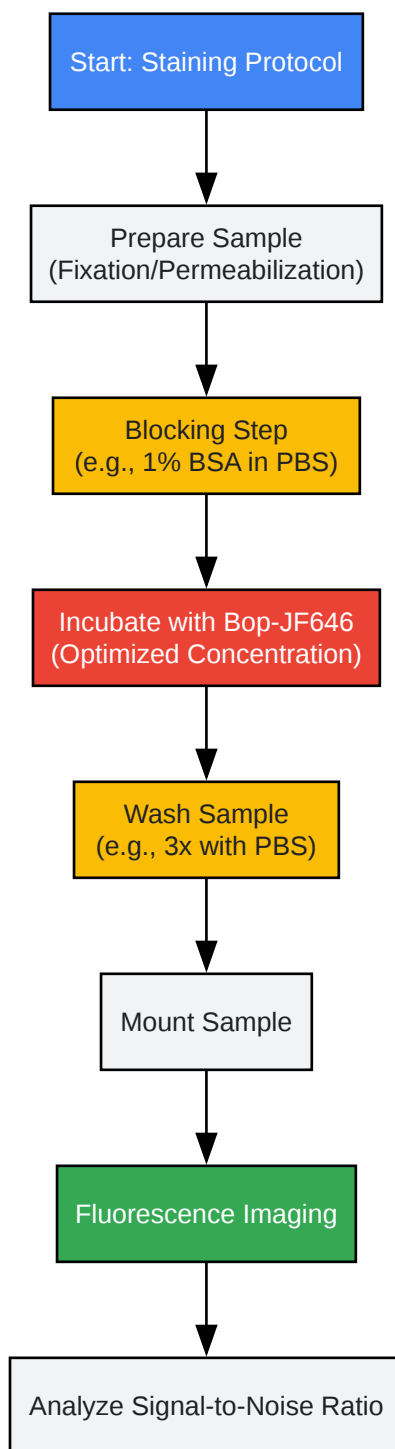 Start: Staining Protocol
Prepare Sample
(Fixation/Permeabilization)
Blocking Step
(e.g., 1% BSA in PBS)
Incubate with Bop-JF646
(Optimized Concentration)
Wash Sample
(e.g., 3x with PBS)
Mount Sample
Fluorescence Imaging
Analyze Signal-to-Noise Ratio